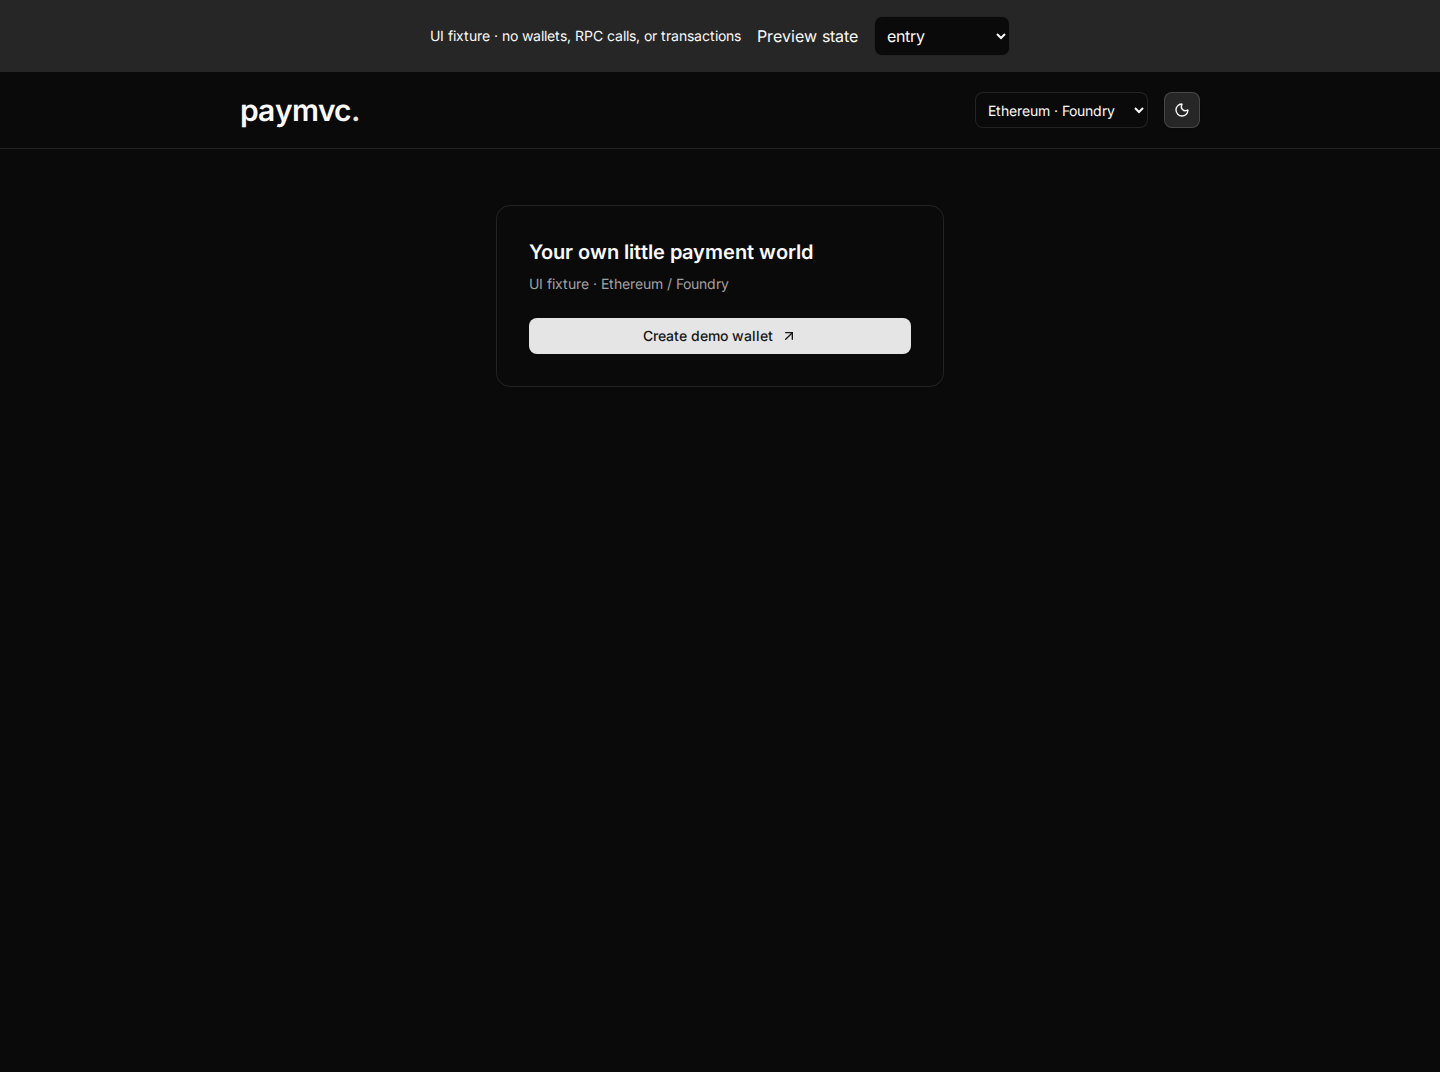 UI fixture · no wallets, RPC calls, or transactions Preview state entry
paymvc. Ethereum · Foundry
Your own little payment world
UI fixture · Ethereum / Foundry
Create demo wallet